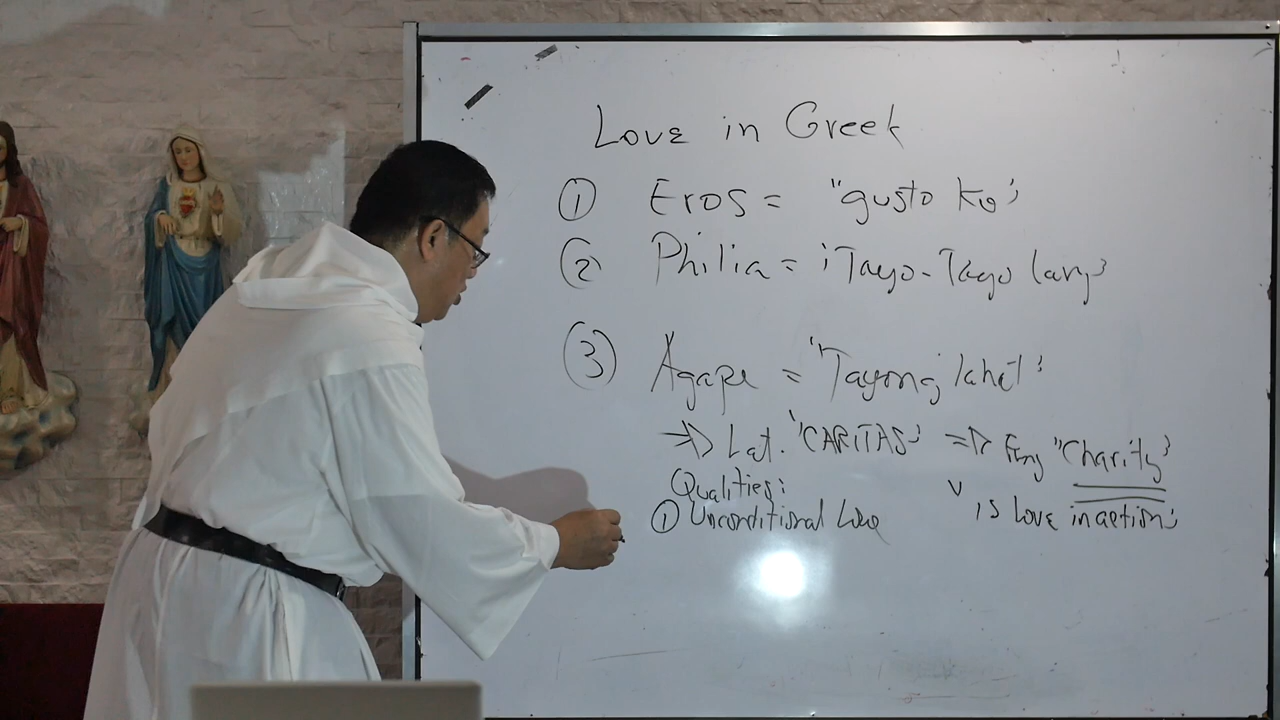 Love in Greek
① Eros = "gusto ko"
② Philia = "Tayo-Tayo lang"
③ Agape = "Tayong lahat"
⇒ Lat. "CARITAS" ⇒ Eng "Charity"
Qualities: is love in action"
① Unconditional Love